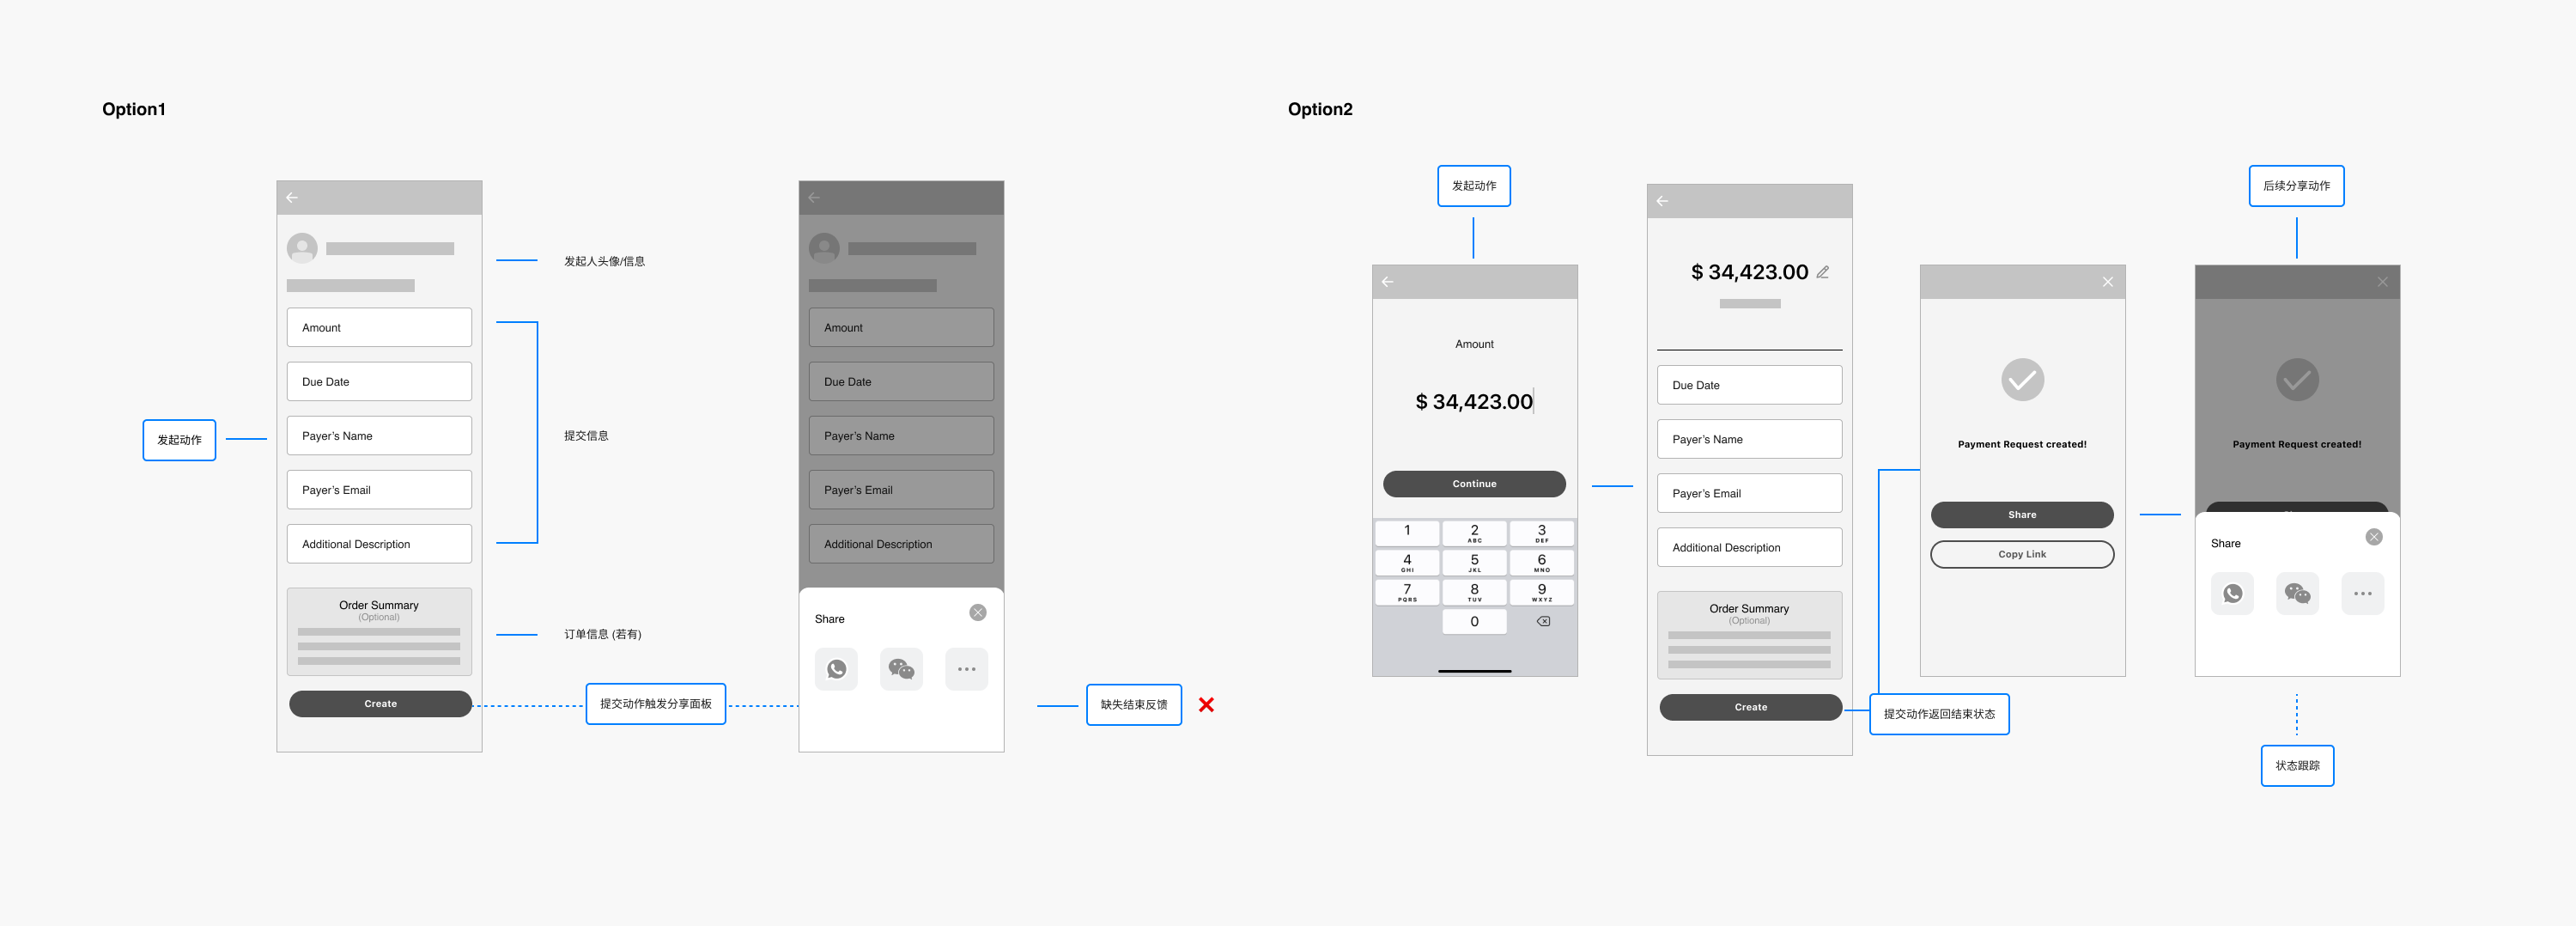 Option1
发起动作
发起人头像/信息
Amount
Due Date
Payer's Name
Payer's Email
Additional Description
提交信息
Order Summary
(Optional)
订单信息 (若有)
Create
提交动作触发分享面板
Amount
Due Date
Payer's Name
Payer's Email
Additional Description
Share
缺失结束反馈
Option2
发起动作
Amount
$ 34,423.00
Continue
1
2
ABC
3
DEF
4
GHI
5
JKL
6
MNO
7
PQRS
8
TUV
9
WXYZ
0
$ 34,423.00
Due Date
Payer's Name
Payer's Email
Additional Description
Order Summary
(Optional)
Create
提交动作返回结束状态
Payment Request created!
Share
Copy Link
后续分享动作
Payment Request created!
Share
状态跟踪